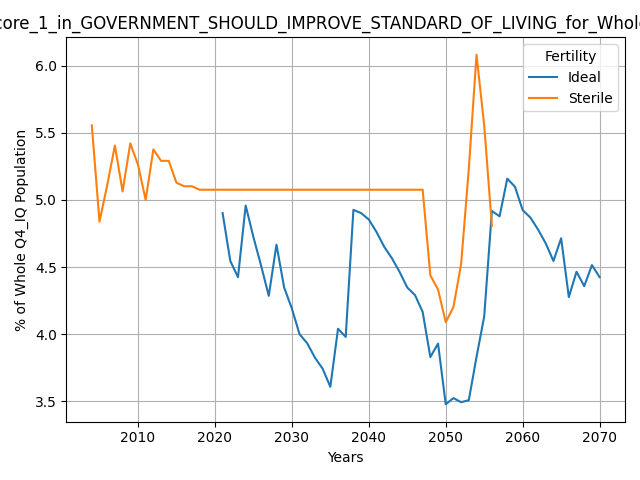 core_1_in_GOVERNMENT_SHOULD_IMPROVE_STANDARD_OF_LIVING_for_Whole
Fertility
Ideal
Sterile
% of Whole Q4_IQ Population
6.0
5.5
5.0
4.5
4.0
3.5
2010 2020 2030 2040 2050 2060 2070
Years